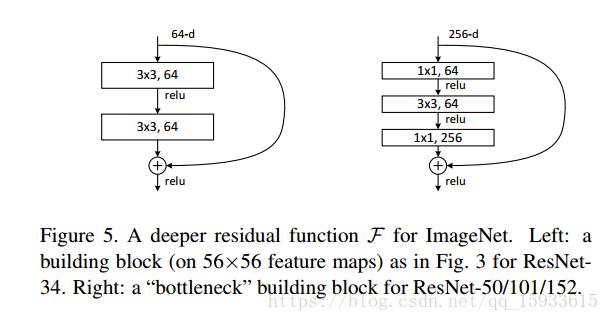 64-d
3x3, 64
relu
3x3, 64
relu
256-d
1x1, 64
relu
3x3, 64
relu
1x1, 256
relu
Figure 5. A deeper residual function F for ImageNet. Left: a
building block (on 56×56 feature maps) as in Fig. 3 for ResNet-
34. Right: a “bottleneck” building block for ResNet-50/101/152.
https://blog.csdn.net/qq_15933615